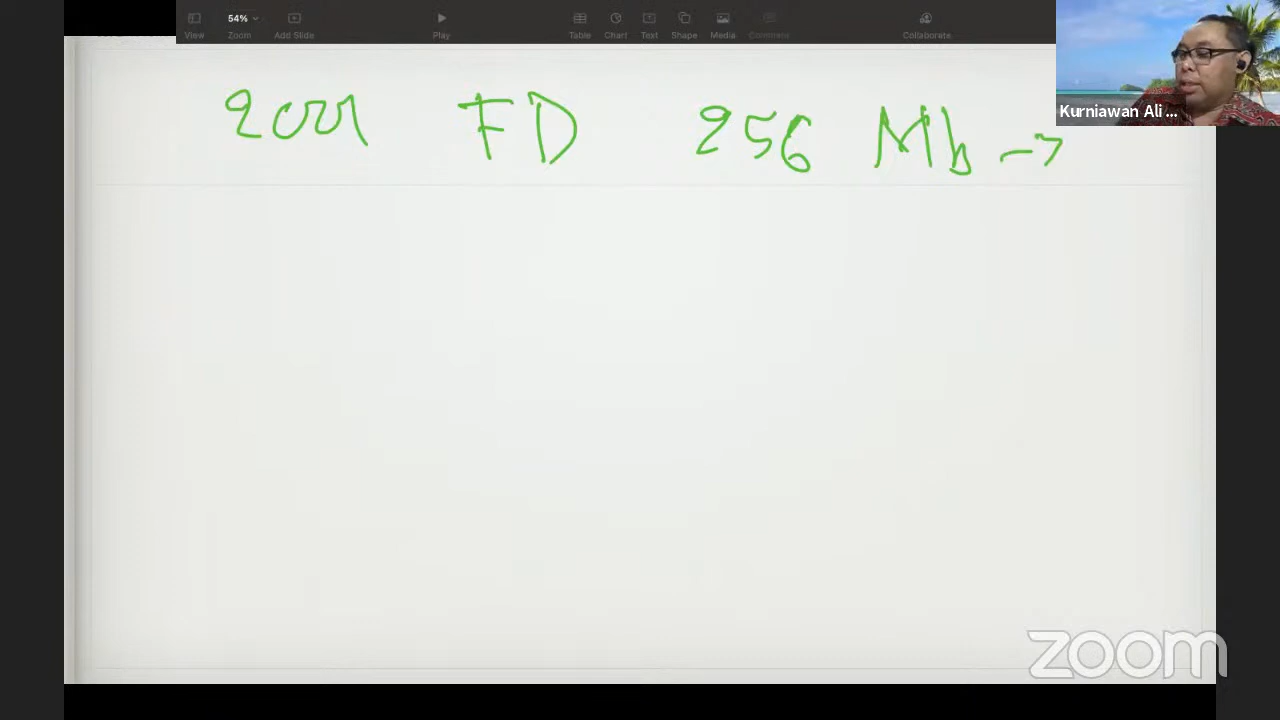 54%
View Zoom Add Slide Play Table Chart Text Shape Media Comment Collaborate
2001 FD 256 Mb ->
Kurniawan Ali ...
zoom